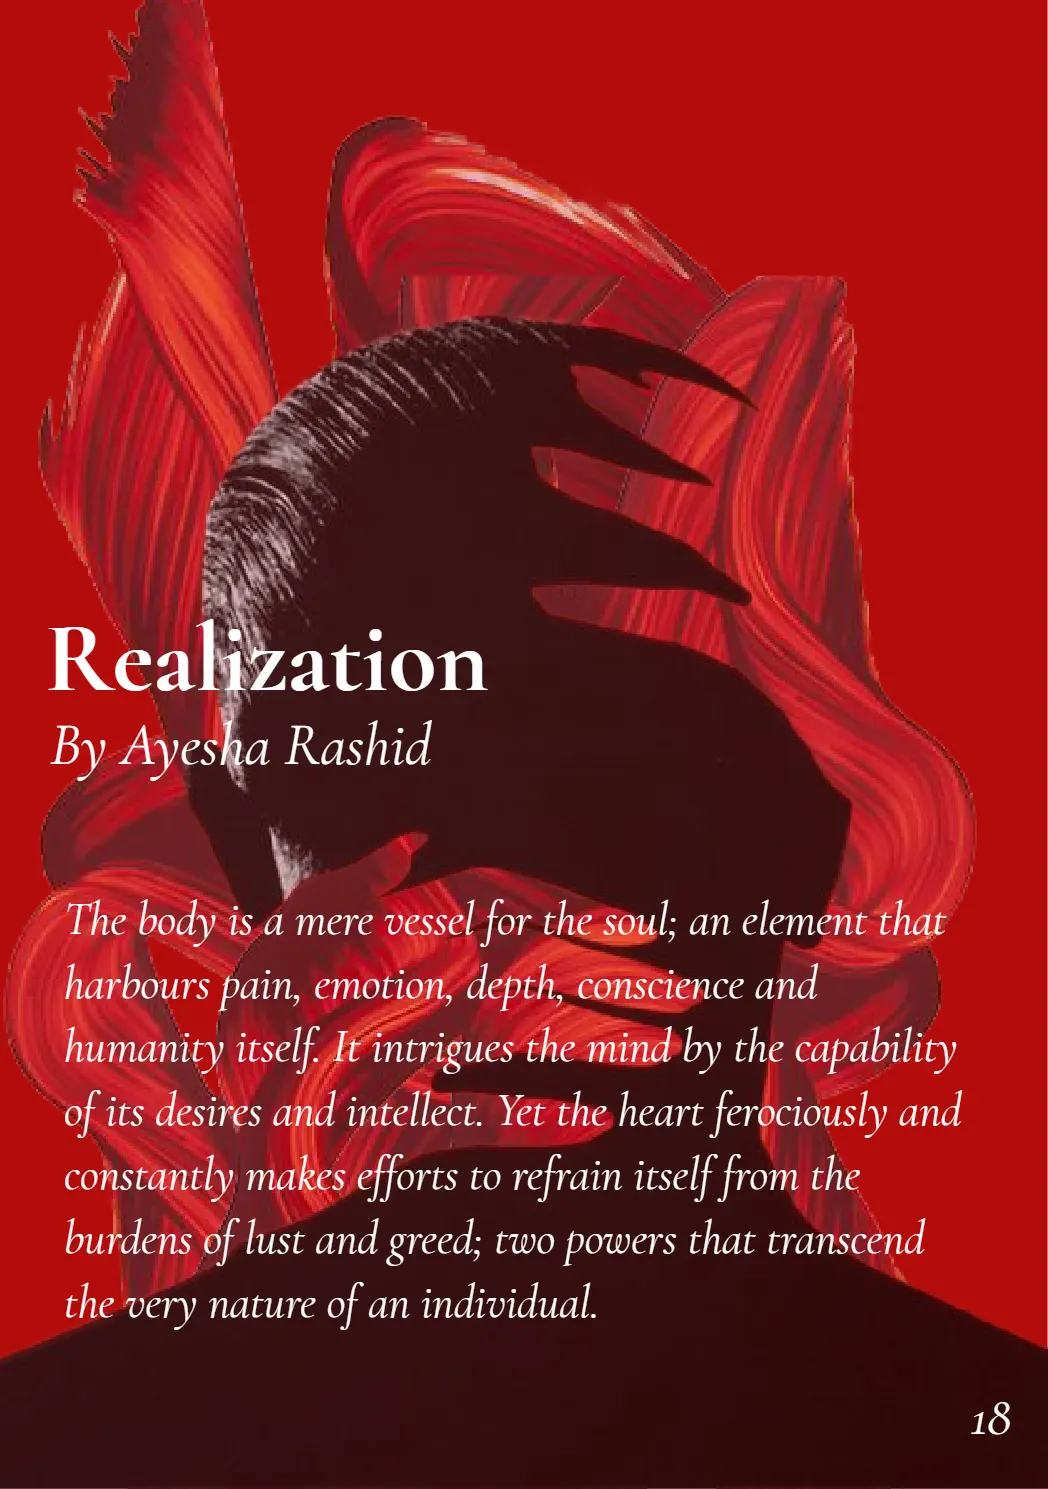 Realization
By Ayesha Rashid
The body is a mere vessel for the soul; an element that
harbours pain, emotion, depth, conscience and
humanity itself. It intrigues the mind by the capability
of its desires and intellect. Yet the heart ferociously and
constantly makes efforts to refrain itself from the
burdens of lust and greed; two powers that transcend
the very nature of an individual.
18